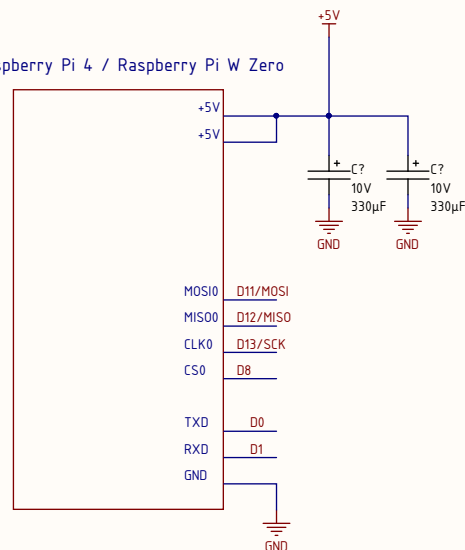 +5V
spberry Pi 4 / Raspberry Pi W Zero
+5V
+5V
C?
10V
330µF
GND
C?
10V
330µF
GND
MOSI0 D11/MOSI
MISO0 D12/MISO
CLK0 D13/SCK
CS0 D8
TXD D0
RXD D1
GND
GND